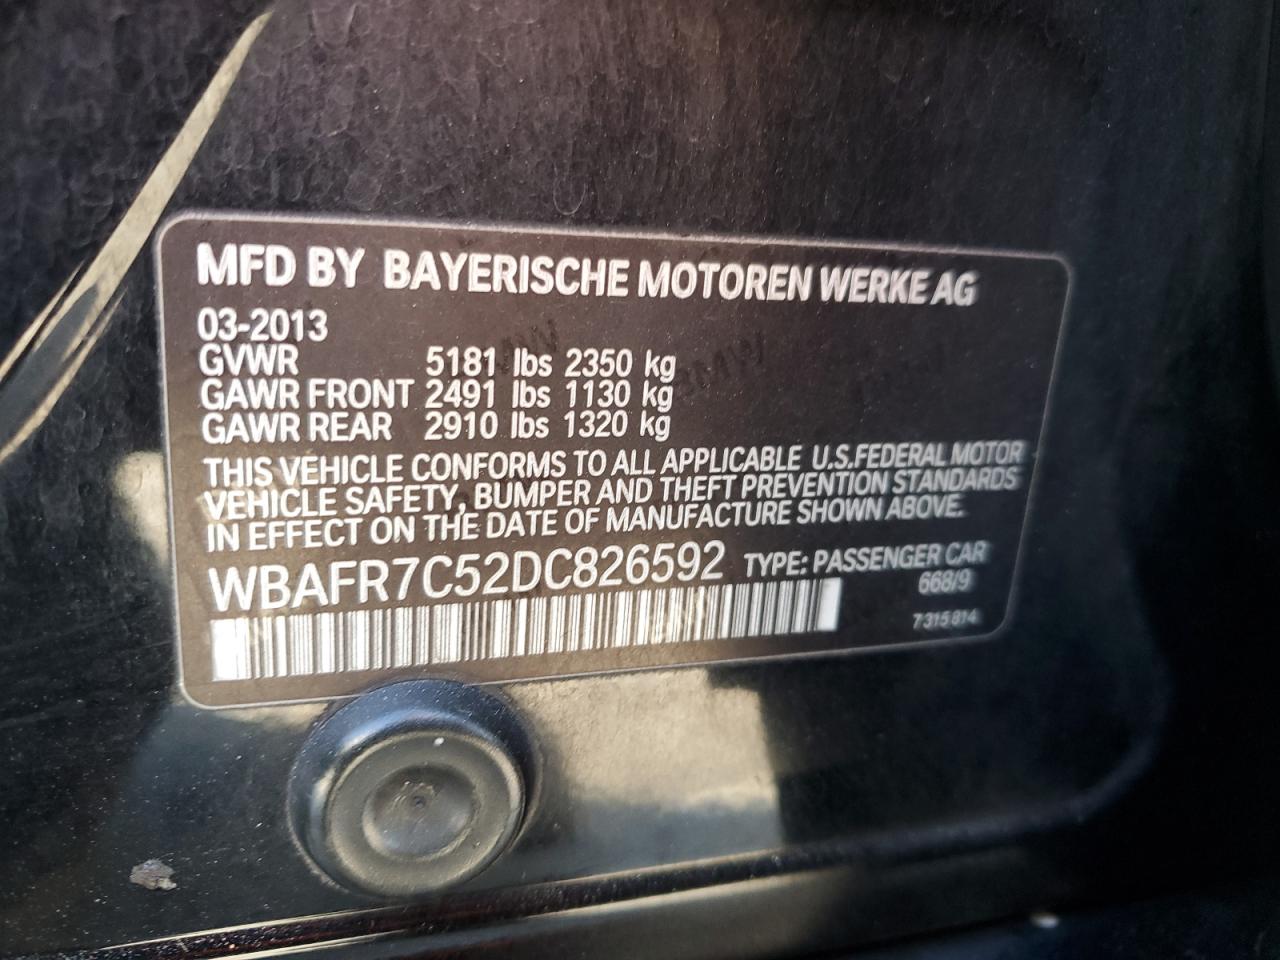 MFD BY BAYERISCHE MOTOREN WERKE AG
03-2013
GVWR 5181 lbs 2350 kg
GAWR FRONT 2491 lbs 1130 kg
GAWR REAR 2910 lbs 1320 kg
THIS VEHICLE CONFORMS TO ALL APPLICABLE U.S.FEDERAL MOTOR
VEHICLE SAFETY, BUMPER AND THEFT PREVENTION STANDARDS
IN EFFECT ON THE DATE OF MANUFACTURE SHOWN ABOVE.
WBAFR7C52DC826592 TYPE: PASSENGER CAR
668/9
7315814